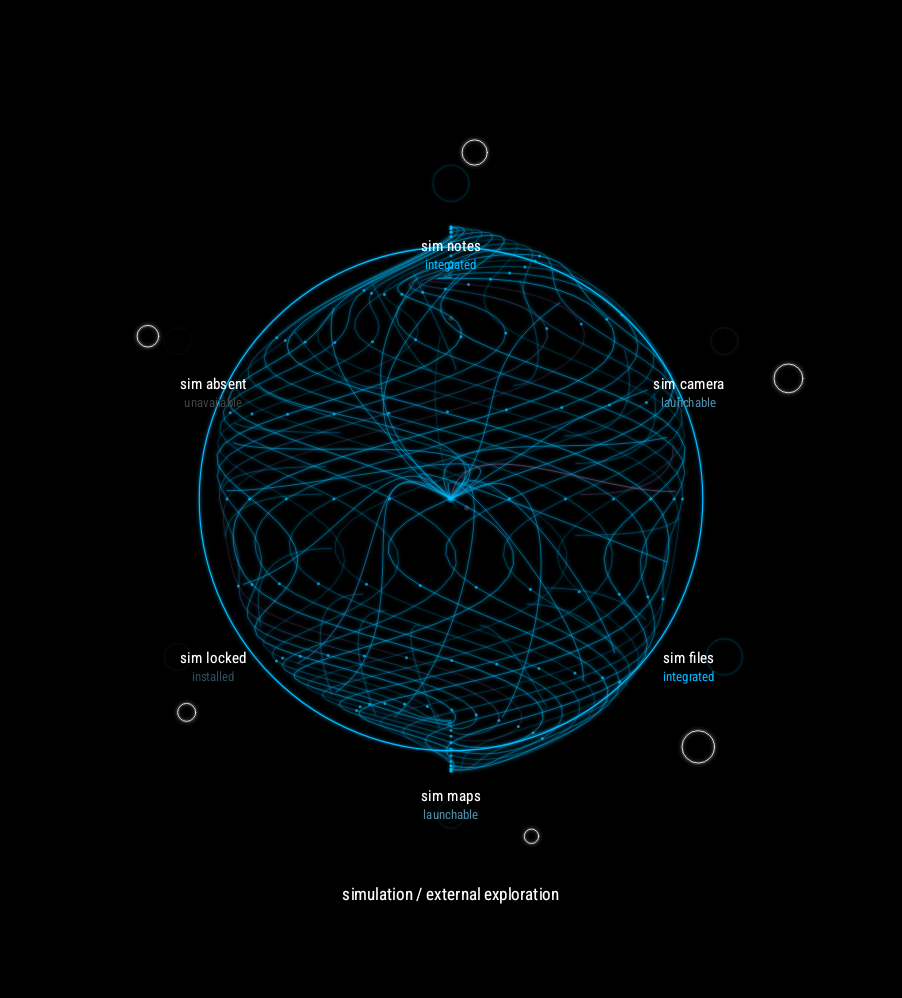 sim notes
integrated
sim absent
unavailable
sim camera
launchable
sim locked
installed
sim files
integrated
sim maps
launchable
simulation / external exploration